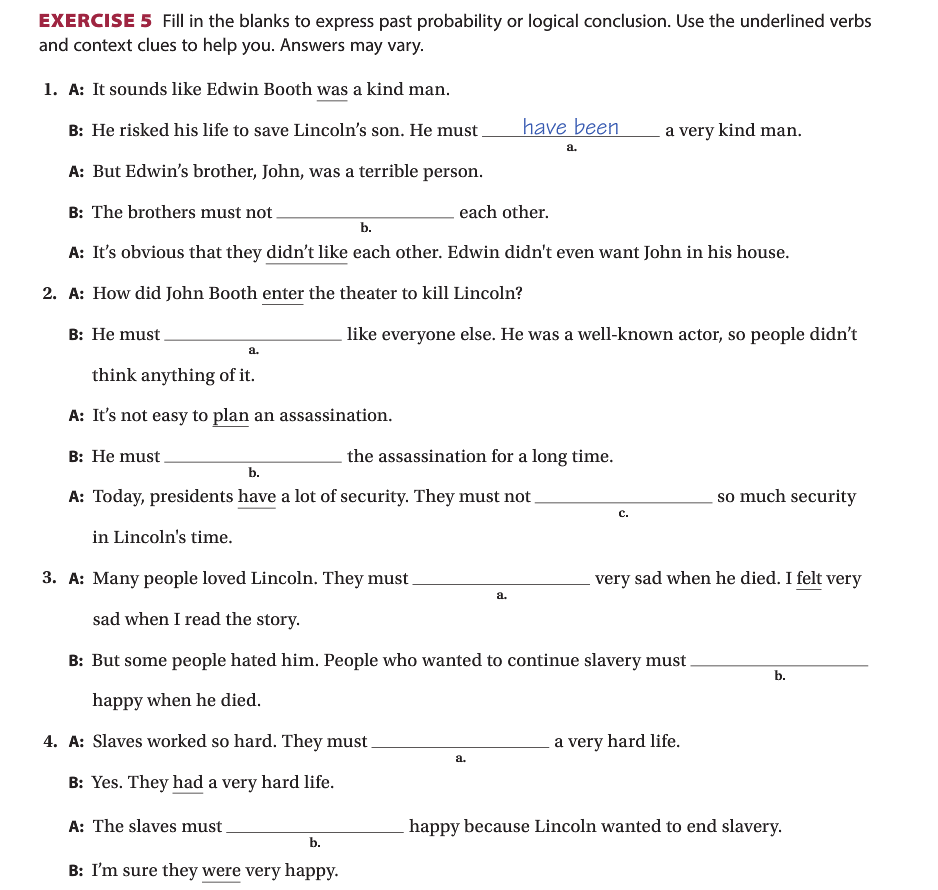 EXERCISE 5 Fill in the blanks to express past probability or logical conclusion. Use the underlined verbs
and context clues to help you. Answers may vary.
1. A: It sounds like Edwin Booth was a kind man.
B: He risked his life to save Lincoln's son. He must have been a very kind man.
a.
A: But Edwin's brother, John, was a terrible person.
B: The brothers must not ____________ each other.
b.
A: It's obvious that they didn't like each other. Edwin didn't even want John in his house.
2. A: How did John Booth enter the theater to kill Lincoln?
B: He must ____________ like everyone else. He was a well-known actor, so people didn't
a.
think anything of it.
A: It's not easy to plan an assassination.
B: He must ____________ the assassination for a long time.
b.
A: Today, presidents have a lot of security. They must not ____________ so much security
c.
in Lincoln's time.
3. A: Many people loved Lincoln. They must ____________ very sad when he died. I felt very
a.
sad when I read the story.
B: But some people hated him. People who wanted to continue slavery must ____________
b.
happy when he died.
4. A: Slaves worked so hard. They must ____________ a very hard life.
a.
B: Yes. They had a very hard life.
A: The slaves must ____________ happy because Lincoln wanted to end slavery.
b.
B: I'm sure they were very happy.